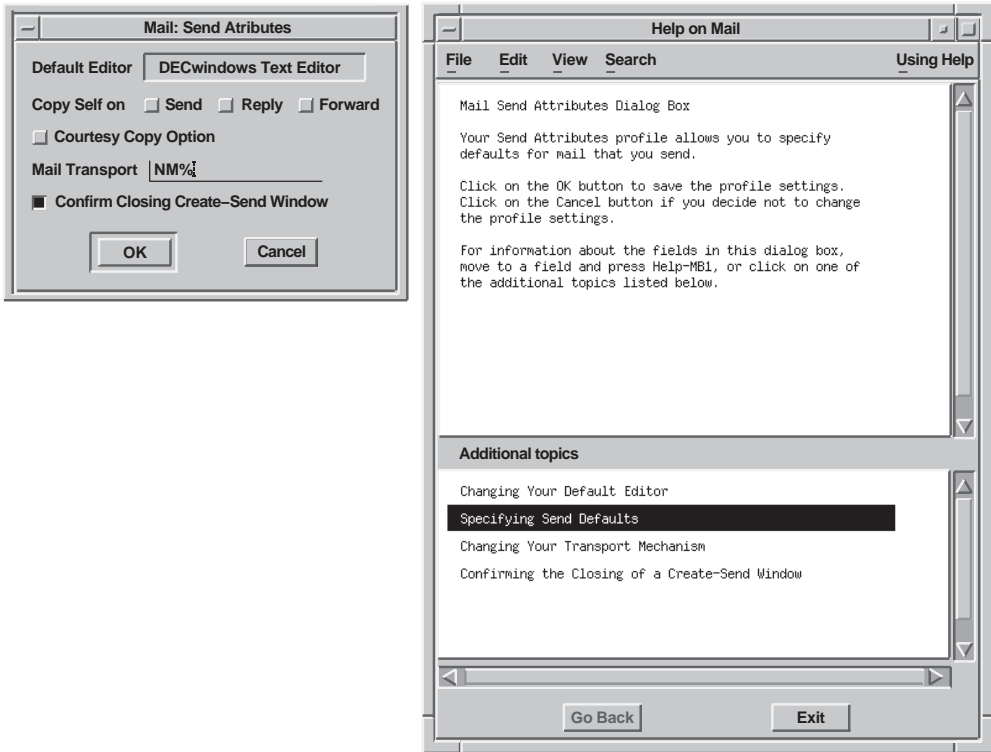 Mail: Send Atributes
Default Editor DECwindows Text Editor
Copy Self on Send Reply Forward
Courtesy Copy Option
Mail Transport NM%
Confirm Closing Create–Send Window
OK Cancel
Help on Mail
File Edit View Search Using Help
Mail Send Attributes Dialog Box
Your Send Attributes profile allows you to specify
defaults for mail that you send.
Click on the OK button to save the profile settings.
Click on the Cancel button if you decide not to change
the profile settings.
For information about the fields in this dialog box,
move to a field and press Help-MB1, or click on one of
the additional topics listed below.
Additional topics
Changing Your Default Editor
Specifying Send Defaults
Changing Your Transport Mechanism
Confirming the Closing of a Create-Send Window
Go Back Exit